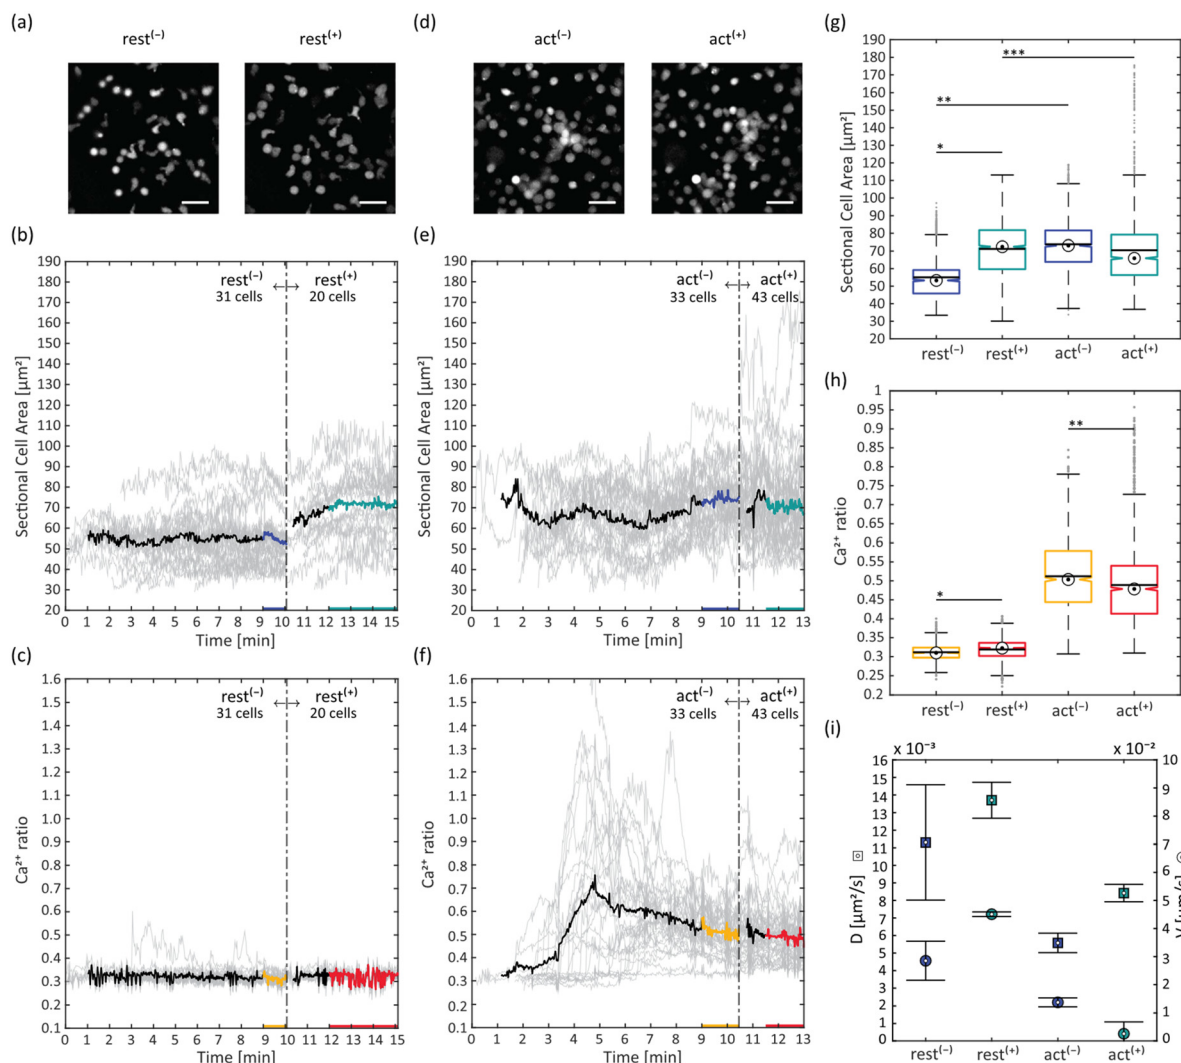 (a)
rest(−)
rest(+)
(d)
act(−)
act(+)
(g)
Sectional Cell Area [µm²]
190
180
170
160
150
140
130
120
110
100
90
80
70
60
50
40
30
20
***
**
*
rest(−)
rest(+)
act(−)
act(+)
(b)
Sectional Cell Area [µm²]
190
180
170
160
150
140
130
120
110
100
90
80
70
60
50
40
30
20
rest(−)
31 cells
rest(+)
20 cells
0 1 2 3 4 5 6 7 8 9 10 11 12 13 14 15
Time [min]
(e)
Sectional Cell Area [µm²]
190
180
170
160
150
140
130
120
110
100
90
80
70
60
50
40
30
20
act(−)
33 cells
act(+)
43 cells
0 1 2 3 4 5 6 7 8 9 10 11 12 13
Time [min]
(h)
Ca²⁺ ratio
1
0.95
0.9
0.85
0.8
0.75
0.7
0.65
0.6
0.55
0.5
0.45
0.4
0.35
0.3
0.25
0.2
**
*
rest(−)
rest(+)
act(−)
act(+)
(c)
Ca²⁺ ratio
1.6
1.5
1.4
1.3
1.2
1.1
1.0
0.9
0.8
0.7
0.6
0.5
0.4
0.3
0.2
0.1
rest(−)
31 cells
rest(+)
20 cells
0 1 2 3 4 5 6 7 8 9 10 11 12 13 14 15
Time [min]
(f)
Ca²⁺ ratio
1.6
1.5
1.4
1.3
1.2
1.1
1.0
0.9
0.8
0.7
0.6
0.5
0.4
0.3
0.2
0.1
act(−)
33 cells
act(+)
43 cells
0 1 2 3 4 5 6 7 8 9 10 11 12 13
Time [min]
(i)
x 10⁻³
x 10⁻²
D [µm²/s]
16
15
14
13
12
11
10
9
8
7
6
5
4
3
2
1
0
10
9
8
7
6
5
4
3
2
1
0
rest(−)
rest(+)
act(−)
act(+)